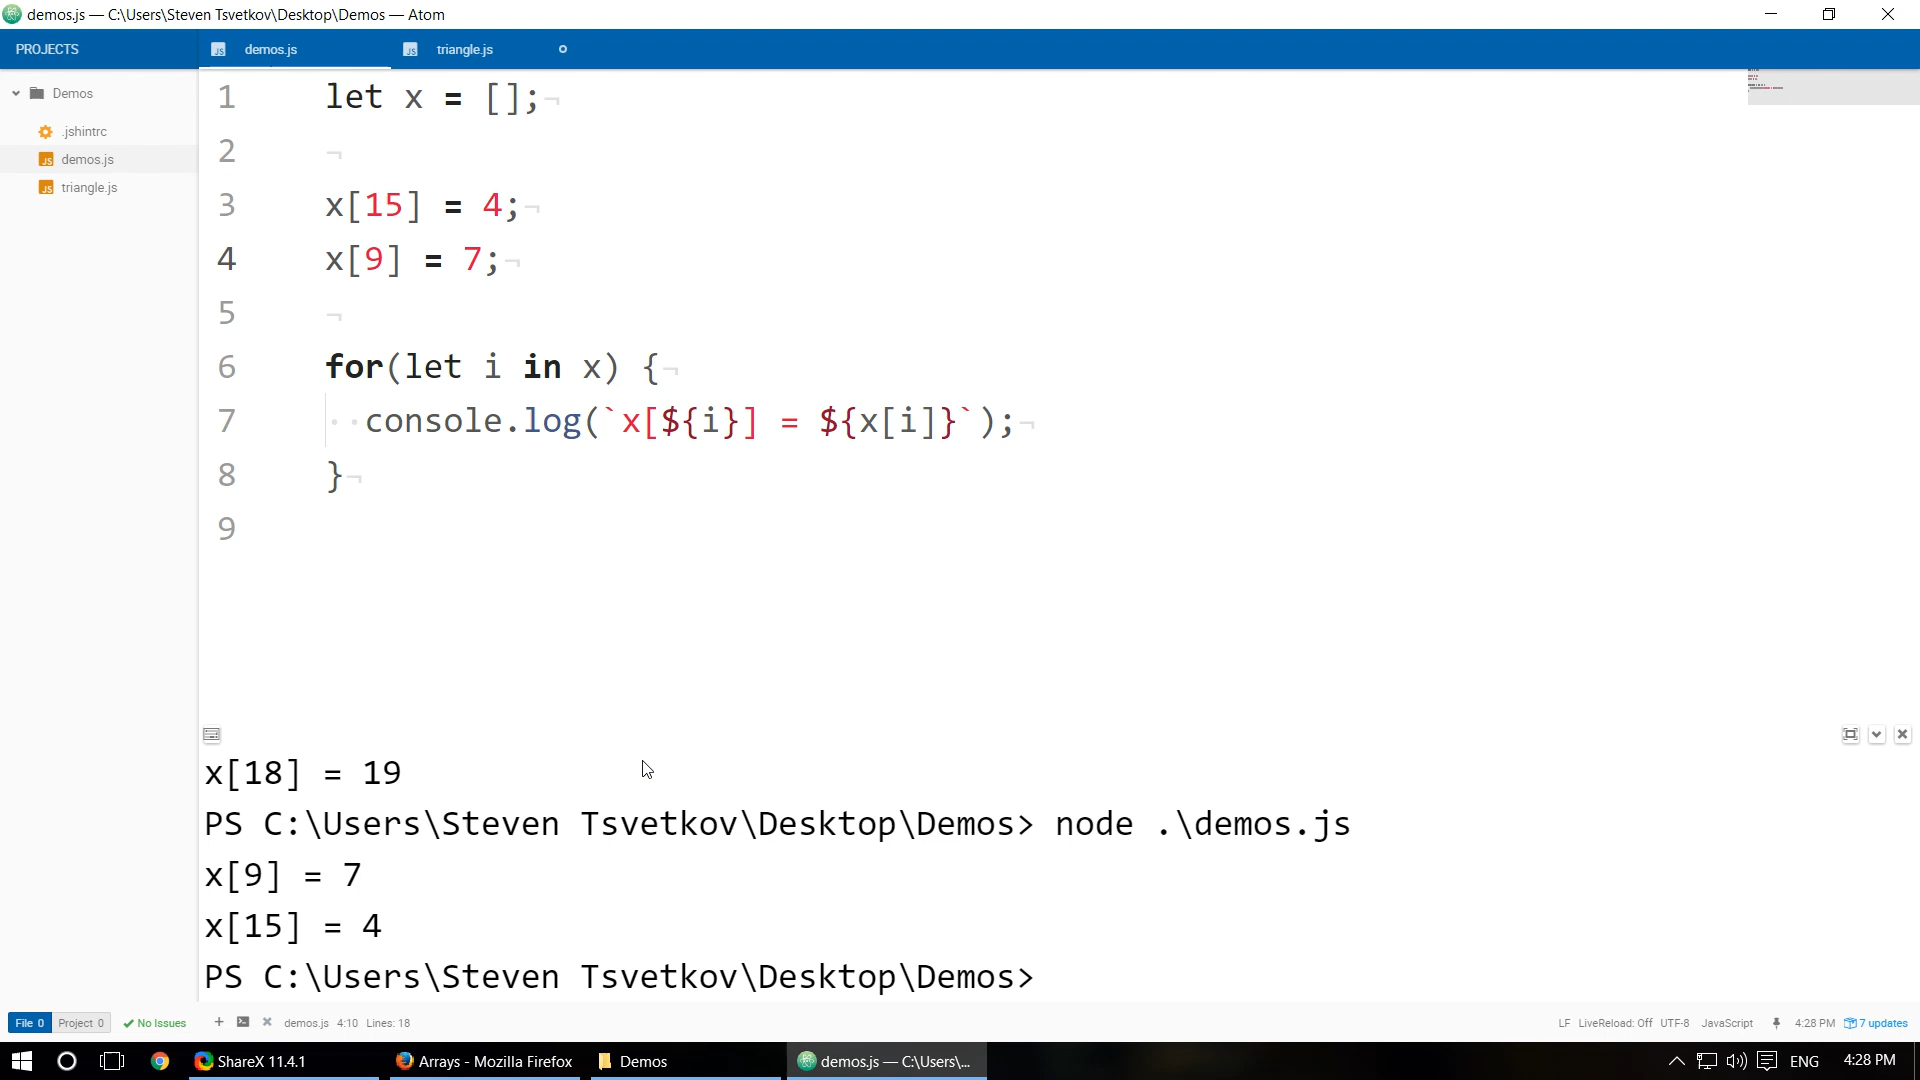 demos.js — C:\Users\Steven Tsvetkov\Desktop\Demos — Atom
PROJECTS
demos.js
triangle.js
Demos
.jshintrc
demos.js
triangle.js
1 let x = [];¬
2 ¬
3 x[15] = 4;¬
4 x[9] = 7;¬
5 ¬
6 for(let i in x) {¬
7 ··console.log(`x[${i}] = ${x[i]}`);¬
8 }¬
9
x[18] = 19
PS C:\Users\Steven Tsvetkov\Desktop\Demos> node .\demos.js
x[9] = 7
x[15] = 4
PS C:\Users\Steven Tsvetkov\Desktop\Demos>
File 0 Project 0 No Issues demos.js 4:10 Lines: 18 LF LiveReload: Off UTF-8 JavaScript 4:28 PM 7 updates
ShareX 11.4.1 Arrays - Mozilla Firefox Demos demos.js — C:\Users\... ENG 4:28 PM